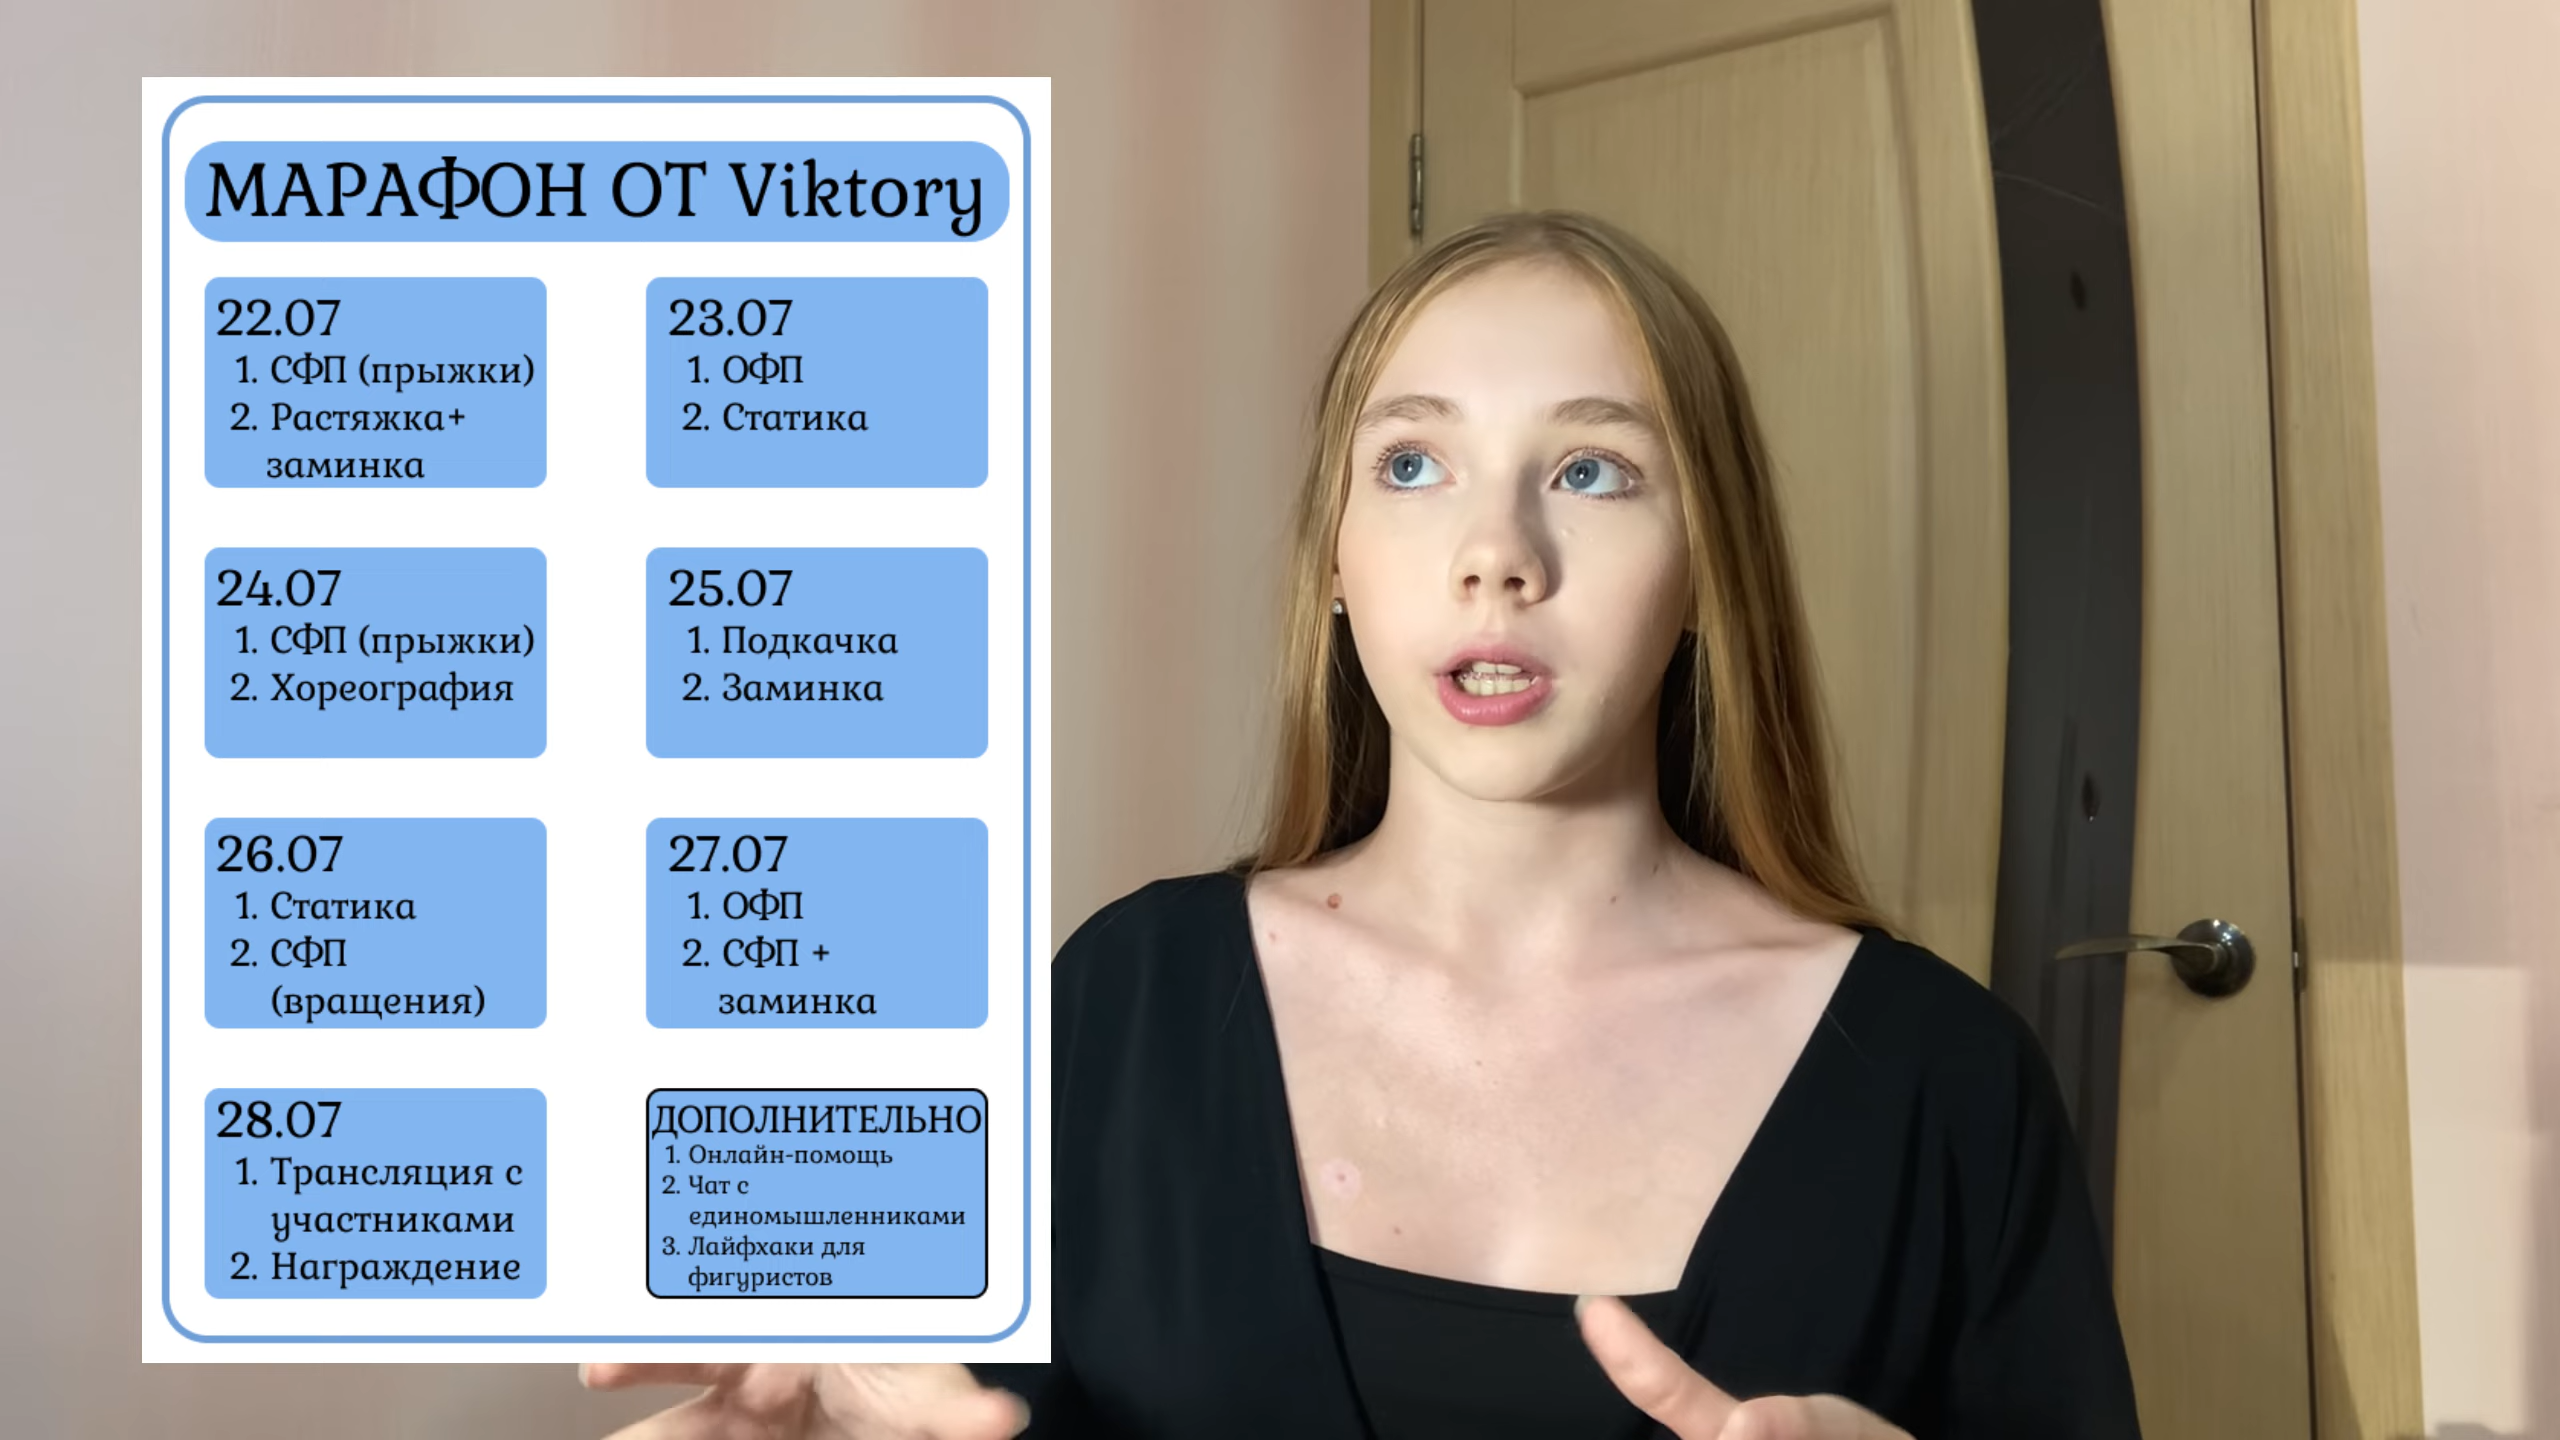 МАРАФОН ОТ Viktory
22.07
1. СФП (прыжки)
2. Растяжка+
заминка
23.07
1. ОФП
2. Статика
24.07
1. СФП (прыжки)
2. Хореография
25.07
1. Подкачка
2. Заминка
26.07
1. Статика
2. СФП
(вращения)
27.07
1. ОФП
2. СФП +
заминка
28.07
1. Трансляция с
участниками
2. Награждение
ДОПОЛНИТЕЛЬНО
1. Онлайн-помощь
2. Чат с
единомышленниками
3. Лайфхаки для
фигуристов